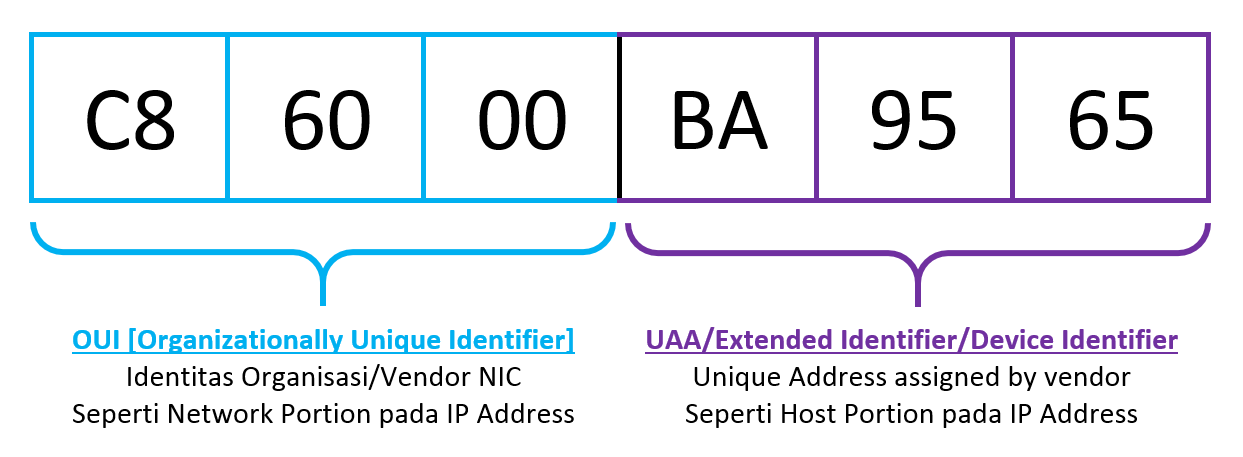 C8 60 00 BA 95 65
OUI [Organizationally Unique Identifier]
Identitas Organisasi/Vendor NIC
Seperti Network Portion pada IP Address
UAA/Extended Identifier/Device Identifier
Unique Address assigned by vendor
Seperti Host Portion pada IP Address